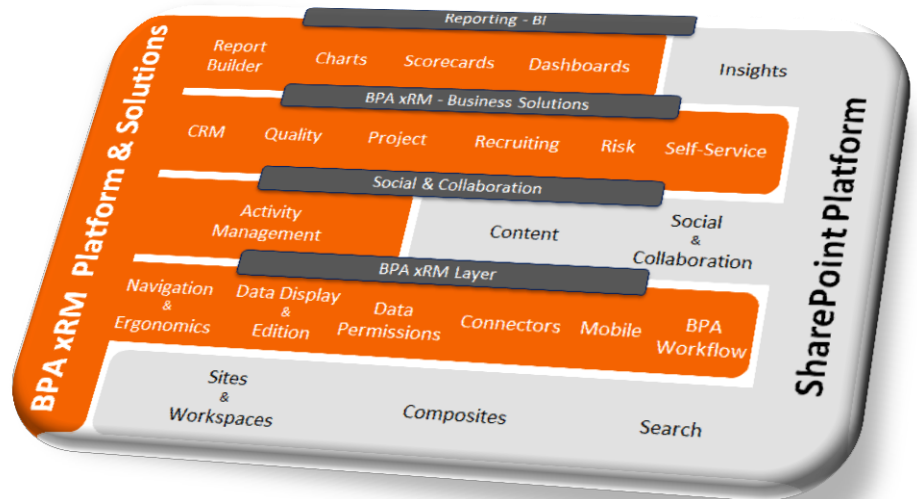 BPA xRM Platform & Solutions
Reporting - BI
Report
Builder
Charts
Scorecards
Dashboards
Insights
BPA xRM - Business Solutions
CRM
Quality
Project
Recruiting
Risk
Self-Service
Social & Collaboration
Activity
Management
Content
Social
&
Collaboration
BPA xRM Layer
Navigation
&
Ergonomics
Data Display
&
Edition
Data
Permissions
Connectors
Mobile
BPA
Workflow
Sites
&
Workspaces
Composites
Search
SharePoint Platform